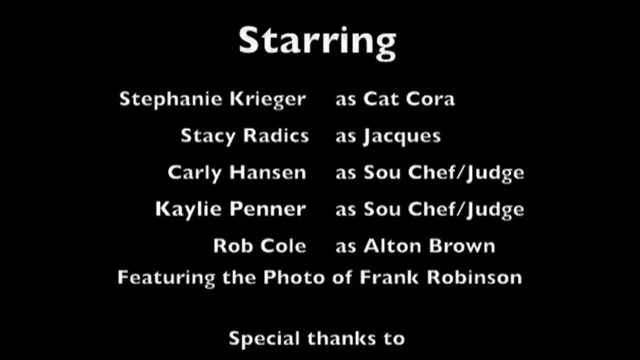 Starring
Stephanie Krieger as Cat Cora
Stacy Radics as Jacques
Carly Hansen as Sou Chef/Judge
Kaylie Penner as Sou Chef/Judge
Rob Cole as Alton Brown
Featuring the Photo of Frank Robinson
Special thanks to